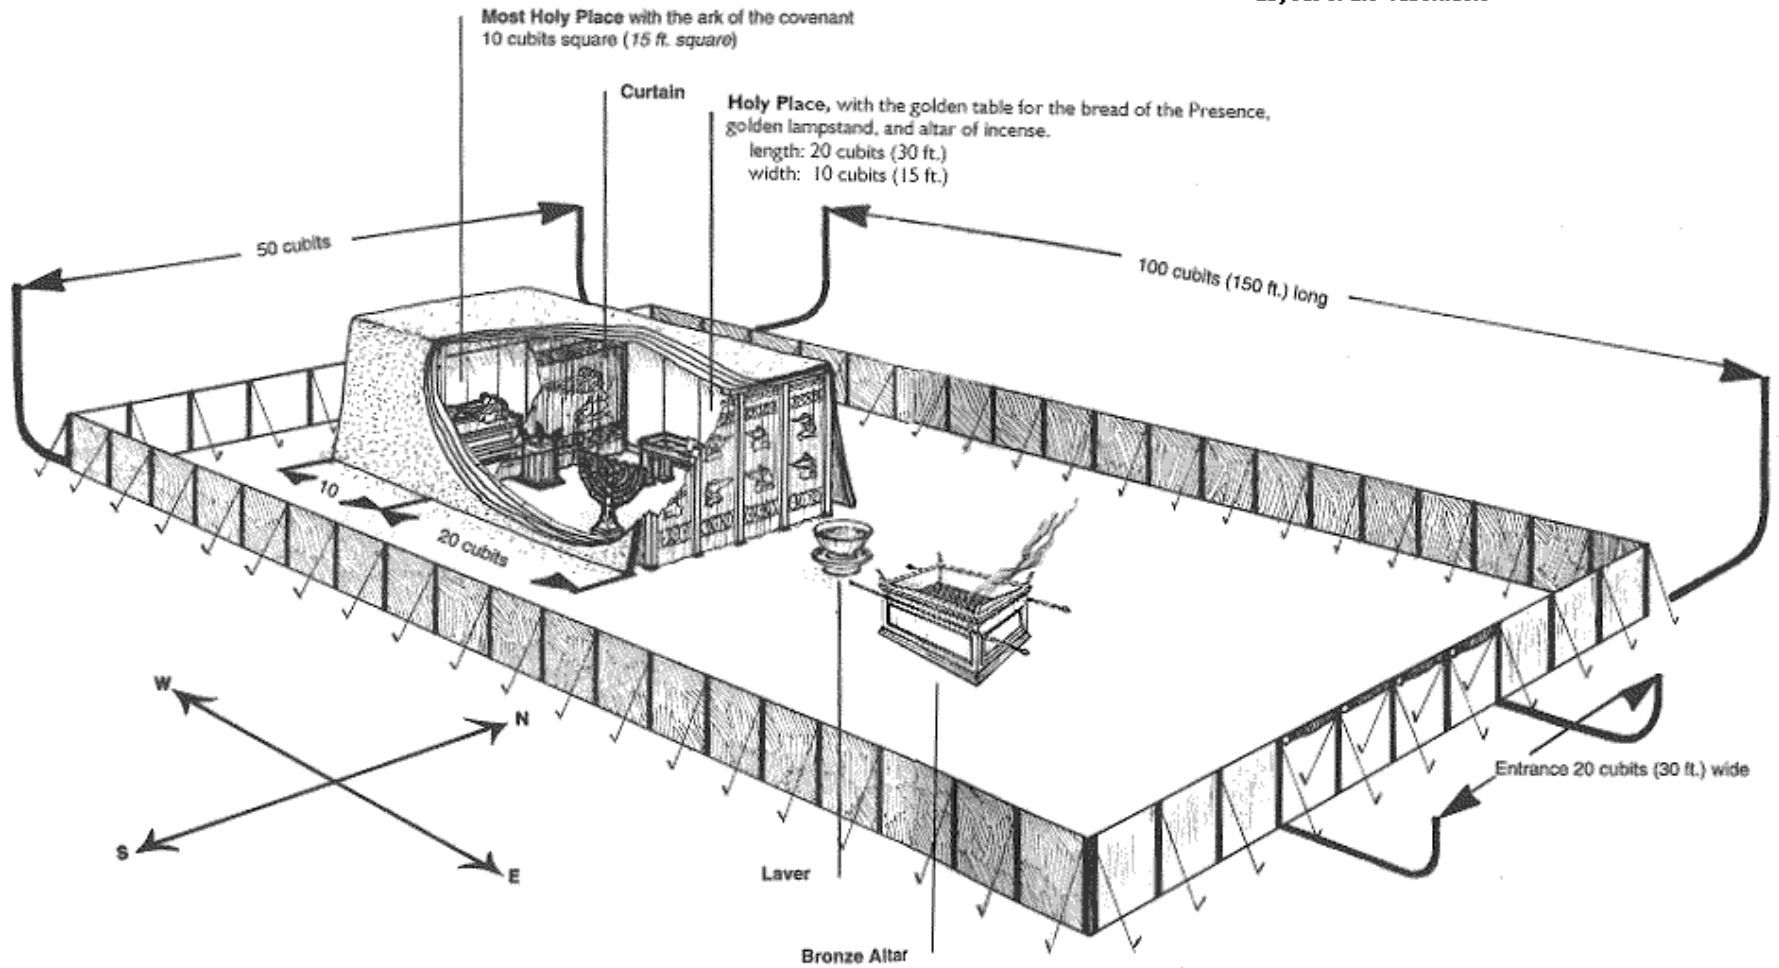 Most Holy Place with the ark of the covenant
10 cubits square (15 ft. square)
Curtain
Holy Place, with the golden table for the bread of the Presence,
golden lampstand, and altar of incense.
length: 20 cubits (30 ft.)
width: 10 cubits (15 ft.)
50 cubits
100 cubits (150 ft.) long
10
20 cubits
W
N
S
E
Entrance 20 cubits (30 ft.) wide
Laver
Bronze Altar